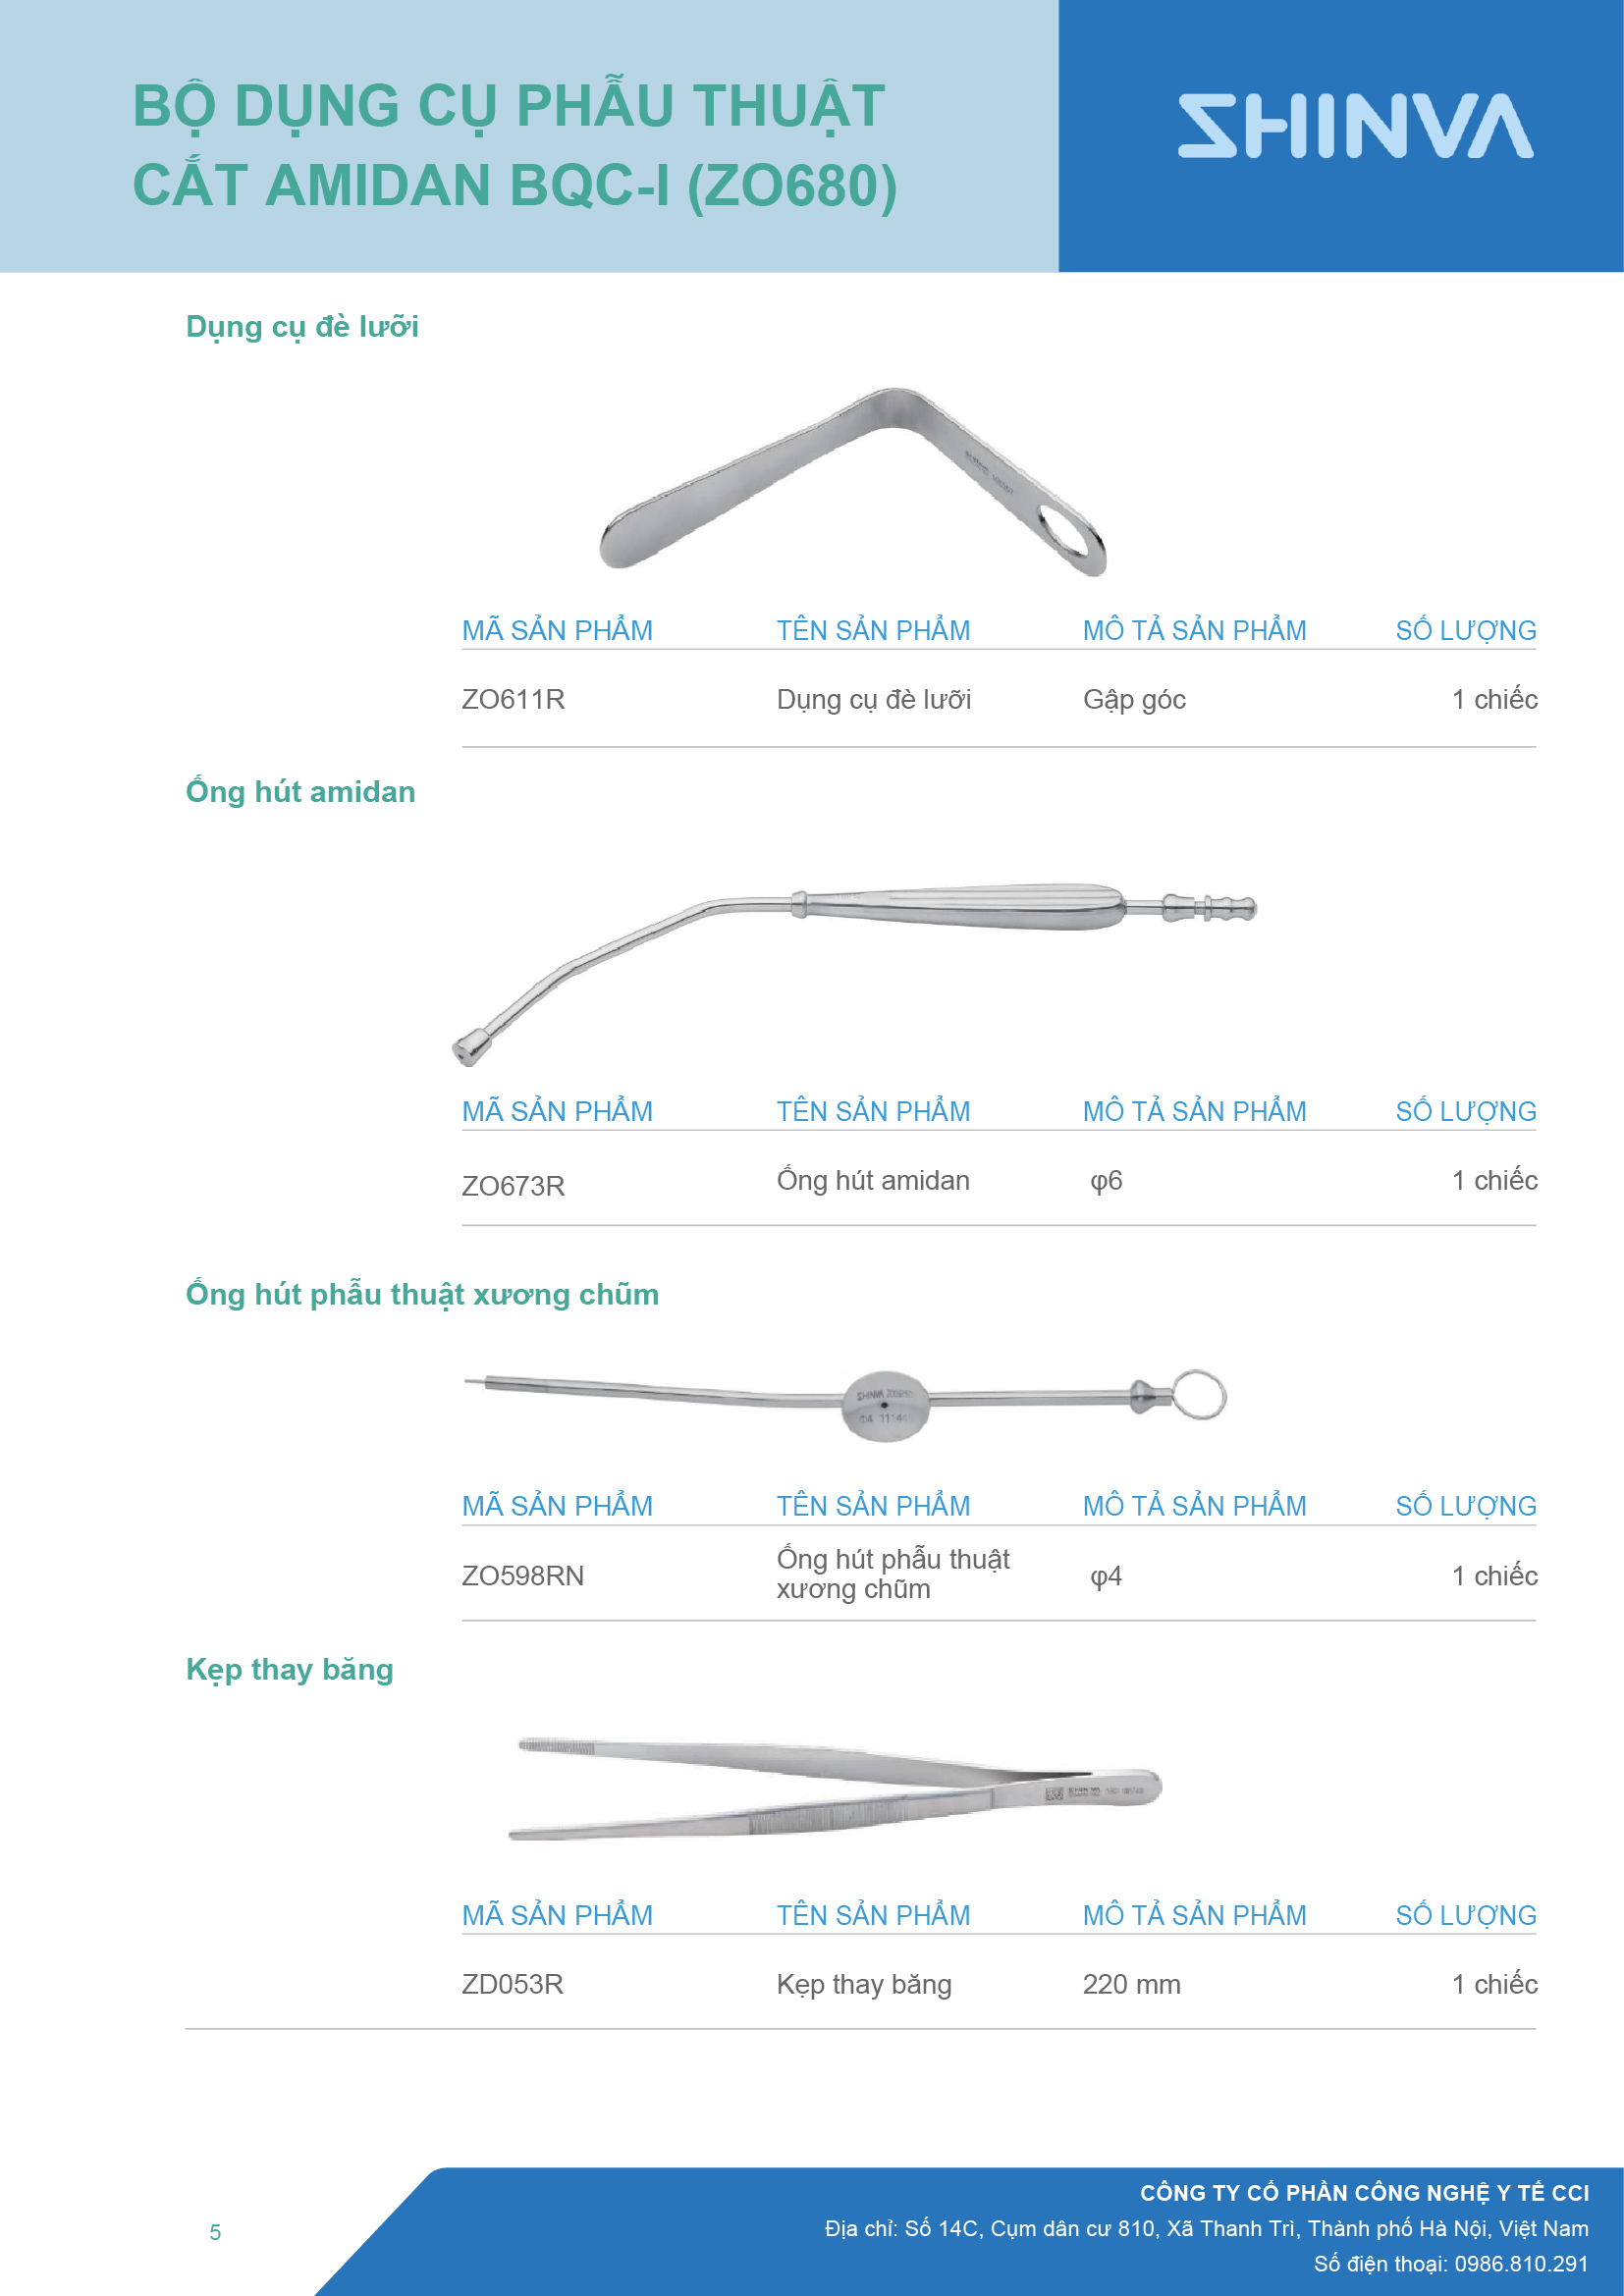 BỘ DỤNG CỤ PHẪU THUẬT
CẮT AMIDAN BQC-I (ZO680)
SHINVA
Dụng cụ đè lưỡi
MÃ SẢN PHẨM TÊN SẢN PHẨM MÔ TẢ SẢN PHẨM SỐ LƯỢNG
ZO611R Dụng cụ đè lưỡi Gập góc 1 chiếc
Ống hút amidan
MÃ SẢN PHẨM TÊN SẢN PHẨM MÔ TẢ SẢN PHẨM SỐ LƯỢNG
ZO673R Ống hút amidan φ6 1 chiếc
Ống hút phẫu thuật xương chũm
SHINVA
Φ4
MÃ SẢN PHẨM TÊN SẢN PHẨM MÔ TẢ SẢN PHẨM SỐ LƯỢNG
ZO598RN Ống hút phẫu thuật xương chũm φ4 1 chiếc
Kẹp thay băng
SHINVA
MÃ SẢN PHẨM TÊN SẢN PHẨM MÔ TẢ SẢN PHẨM SỐ LƯỢNG
ZD053R Kẹp thay băng 220 mm 1 chiếc
CÔNG TY CỔ PHẦN CÔNG NGHỆ Y TẾ CCI
Địa chỉ: Số 14C, Cụm dân cư 810, Xã Thanh Trì, Thành phố Hà Nội, Việt Nam
Số điện thoại: 0986.810.291
5